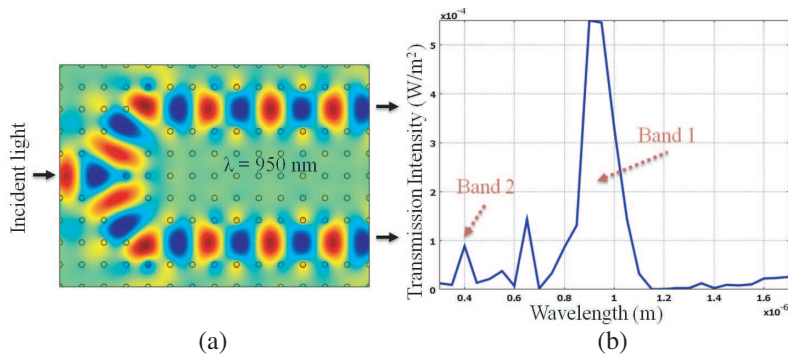 Incident light
λ = 950 nm
(a)
x10⁻⁴
5
4
3
2
1
0
Transmission Intensity (W/m²)
Band 1
Band 2
0.4
0.6
0.8
1
1.2
1.4
1.6
x10⁻⁶
Wavelength (m)
(b)